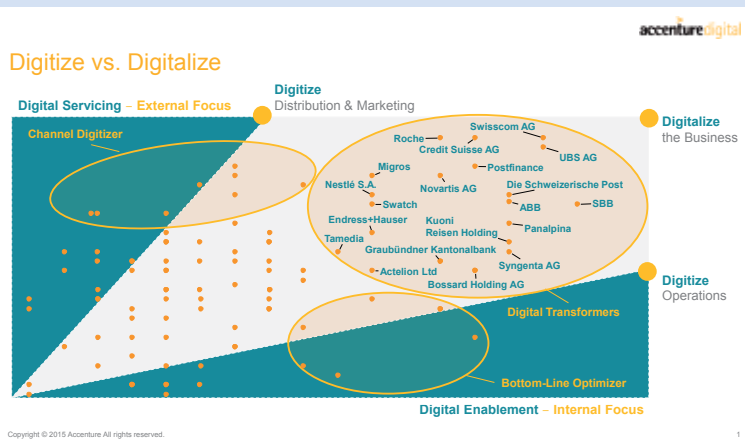 accenturedigital
Digitize vs. Digitalize
Digitize
Distribution & Marketing
Digital Servicing – External Focus
Digitalize
the Business
Channel Digitizer
Swisscom AG
Roche
Credit Suisse AG
UBS AG
Migros
Postfinance
Nestlé S.A.
Novartis AG
Die Schweizerische Post
Swatch
ABB
SBB
Endress+Hauser
Kuoni
Reisen Holding
Panalpina
Tamedia
Graubündner Kantonalbank
Syngenta AG
Actelion Ltd
Bossard Holding AG
Digitize
Operations
Digital Transformers
Bottom-Line Optimizer
Digital Enablement – Internal Focus
Copyright © 2015 Accenture All rights reserved.
1